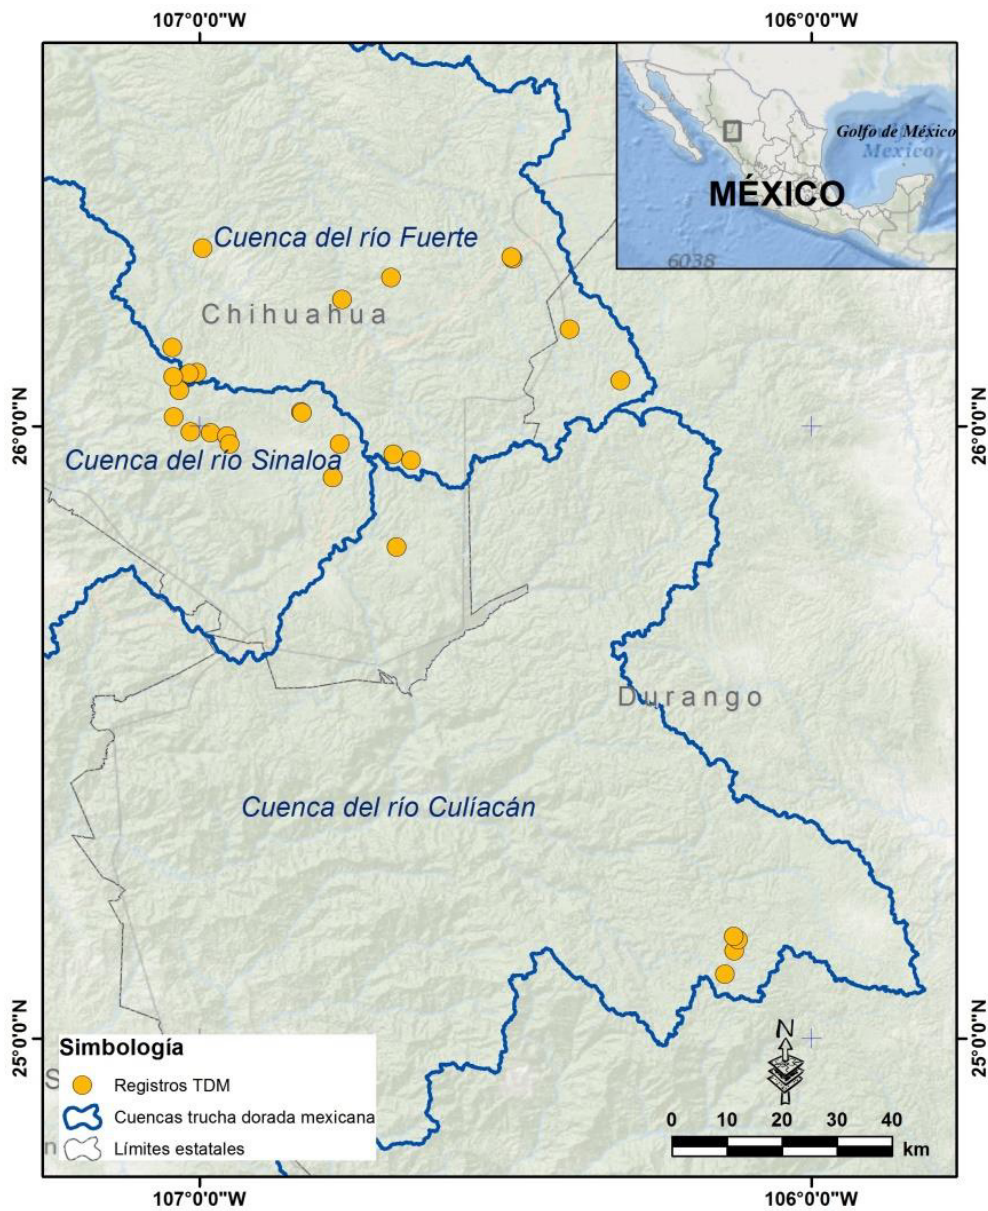 107°0'0"W
106°0'0"W
Golfo de México
Mexico
MÉXICO
6038
Cuenca del río Fuerte
Chihuahua
26°0'0"N
26°0'0"N
Cuenca del río Sinaloa
Durango
Cuenca del río Culíacán
25°0'0"N
25°0'0"N
N
Simbología
Registros TDM
S
Cuencas trucha dorada mexicana
Límites estatales
n
0 10 20 30 40
km
107°0'0"W
106°0'0"W